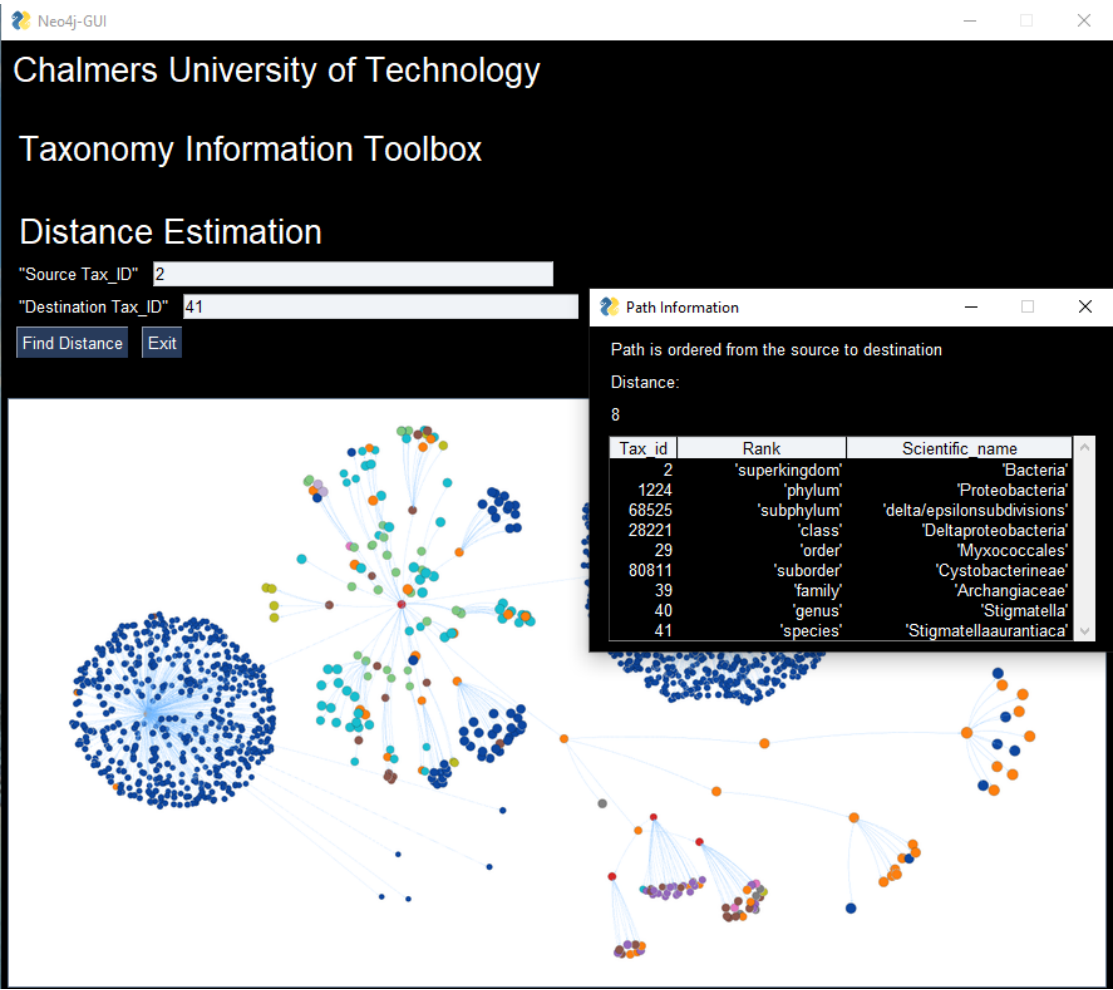 Neo4j-GUI
Chalmers University of Technology
Taxonomy Information Toolbox
Distance Estimation
"Source Tax_ID" 2
"Destination Tax_ID" 41
Find Distance Exit
Path Information
Path is ordered from the source to destination
Distance:
8
Tax_id Rank Scientific_name
2 'superkingdom' 'Bacteria'
1224 'phylum' 'Proteobacteria'
68525 'subphylum' 'delta/epsilonsubdivisions'
28221 'class' 'Deltaproteobacteria'
29 'order' 'Myxococcales'
80811 'suborder' 'Cystobacterineae'
39 'family' 'Archangiaceae'
40 'genus' 'Stigmatella'
41 'species' 'Stigmatellaaurantiaca'